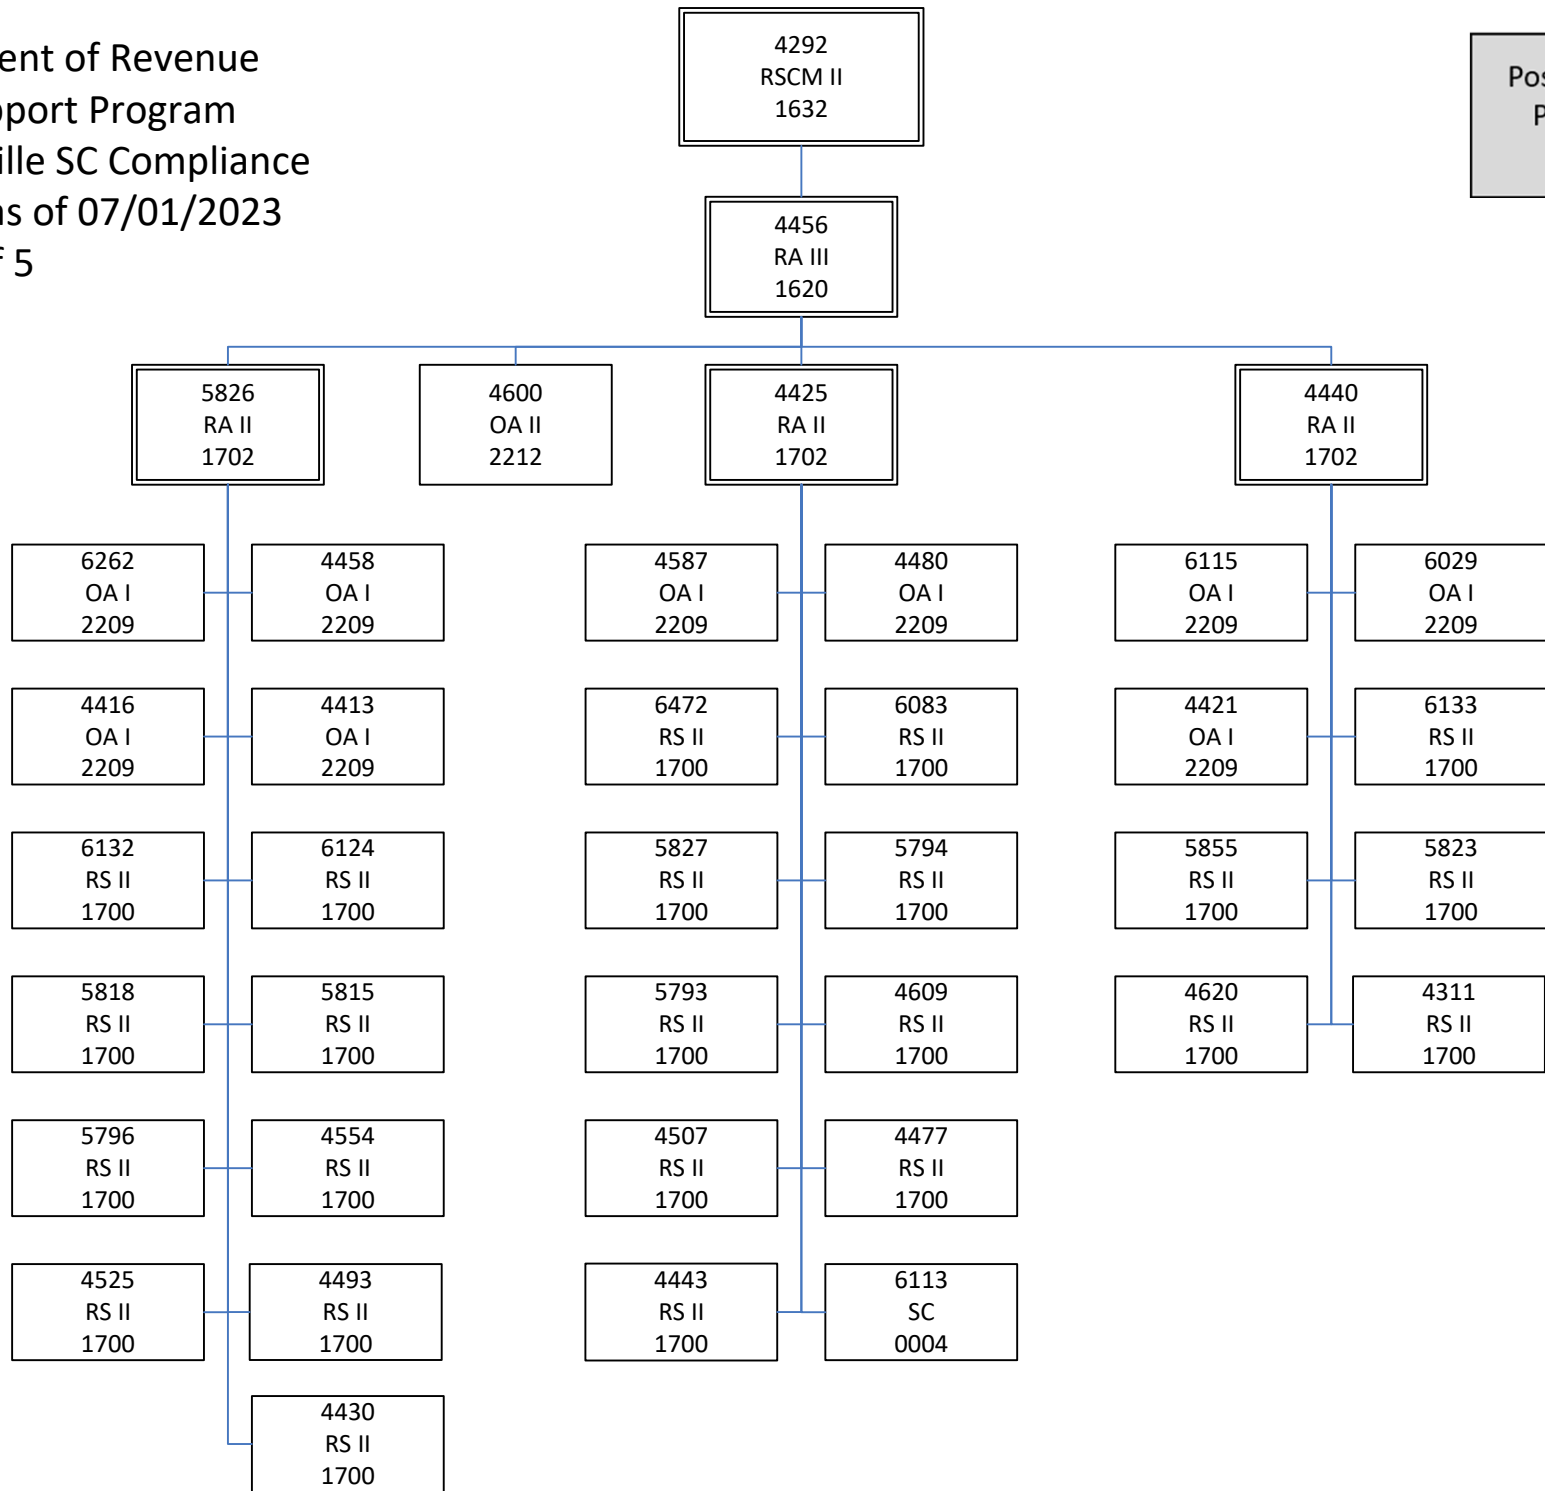 of Revenue
Program
SC Compliance
of 07/01/2023
5
4292
RSCM II
1632
4456
RA III
1620
5826
RA II
1702
4600
OA II
2212
4425
RA II
1702
4440
RA II
1702
6262
OA I
2209
4458
OA I
2209
4587
OA I
2209
4480
OA I
2209
6115
OA I
2209
6029
OA I
2209
4416
OA I
2209
4413
OA I
2209
6472
RS II
1700
6083
RS II
1700
4421
OA I
2209
6133
RS II
1700
6132
RS II
1700
6124
RS II
1700
5827
RS II
1700
5794
RS II
1700
5855
RS II
1700
5823
RS II
1700
5818
RS II
1700
5815
RS II
1700
5793
RS II
1700
4609
RS II
1700
4620
RS II
1700
4311
RS II
1700
5796
RS II
1700
4554
RS II
1700
4507
RS II
1700
4477
RS II
1700
4525
RS II
1700
4493
RS II
1700
4443
RS II
1700
6113
SC
0004
4430
RS II
1700